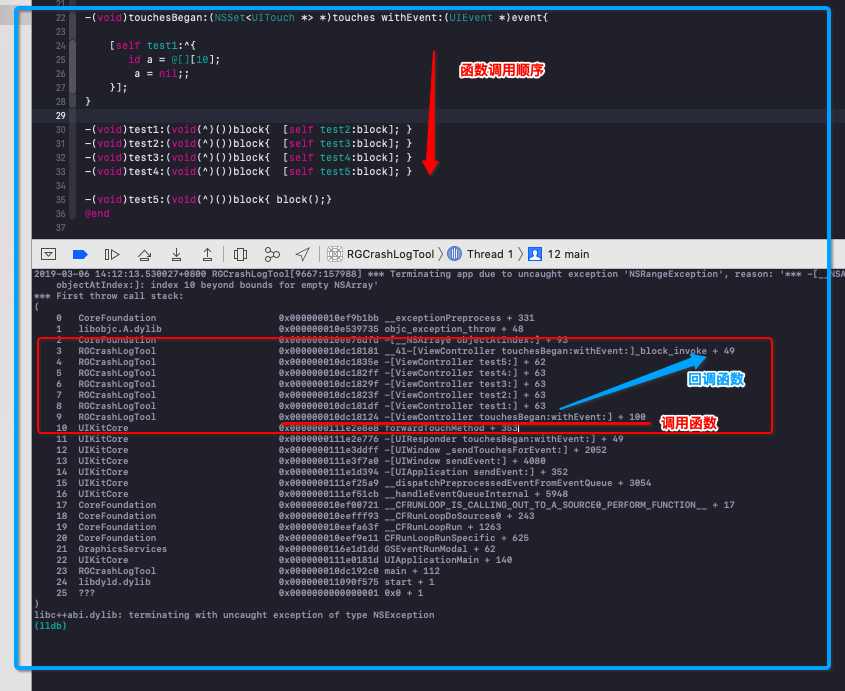 21
22 -(void)touchesBegan:(NSSet<UITouch *> *)touches withEvent:(UIEvent *)event{
23
24 [self test1:^{
25 id a = @[][10];
26 a = nil;;
27 }];
28 }
函数调用顺序
29
30 -(void)test1:(void(^)())block{ [self test2:block]; }
31 -(void)test2:(void(^)())block{ [self test3:block]; }
32 -(void)test3:(void(^)())block{ [self test4:block]; }
33 -(void)test4:(void(^)())block{ [self test5:block]; }
34
35 -(void)test5:(void(^)())block{ block();}
36 @end
37
RGCrashLogTool 〉 Thread 1 〉 12 main
2019-03-06 14:12:13.530027+0800 RGCrashLogTool[9667:157988] *** Terminating app due to uncaught exception 'NSRangeException', reason: '*** -[__NSA
objectAtIndex:]: index 10 beyond bounds for empty NSArray'
*** First throw call stack:
(
0 CoreFoundation 0x000000010ef9b1bb __exceptionPreprocess + 331
1 libobjc.A.dylib 0x000000010e539735 objc_exception_throw + 48
2 CoreFoundation 0x000000010ee70dfd -[__NSArray0 objectAtIndex:] + 93
3 RGCrashLogTool 0x000000010dc18181 __41-[ViewController touchesBegan:withEvent:]_block_invoke + 49
4 RGCrashLogTool 0x000000010dc1835e -[ViewController test5:] + 62
5 RGCrashLogTool 0x000000010dc182ff -[ViewController test4:] + 63
6 RGCrashLogTool 0x000000010dc1829f -[ViewController test3:] + 63
7 RGCrashLogTool 0x000000010dc1823f -[ViewController test2:] + 63
8 RGCrashLogTool 0x000000010dc181df -[ViewController test1:] + 63
回调函数
9 RGCrashLogTool 0x000000010dc18124 -[ViewController touchesBegan:withEvent:] + 100
调用函数
10 UIKitCore 0x0000000111e2e8e8 forwardTouchMethod + 353
11 UIKitCore 0x0000000111e2e776 -[UIResponder touchesBegan:withEvent:] + 49
12 UIKitCore 0x0000000111e3ddff -[UIWindow _sendTouchesForEvent:] + 2052
13 UIKitCore 0x0000000111e3f7a0 -[UIWindow sendEvent:] + 4080
14 UIKitCore 0x0000000111e1d394 -[UIApplication sendEvent:] + 352
15 UIKitCore 0x0000000111ef25a9 __dispatchPreprocessedEventFromEventQueue + 3054
16 UIKitCore 0x0000000111ef51cb __handleEventQueueInternal + 5948
17 CoreFoundation 0x000000010ef00721 __CFRUNLOOP_IS_CALLING_OUT_TO_A_SOURCE0_PERFORM_FUNCTION__ + 17
18 CoreFoundation 0x000000010eefff93 __CFRunLoopDoSources0 + 243
19 CoreFoundation 0x000000010eefa63f __CFRunLoopRun + 1263
20 CoreFoundation 0x000000010eef9e11 CFRunLoopRunSpecific + 625
21 GraphicsServices 0x0000000116e1d1dd GSEventRunModal + 62
22 UIKitCore 0x0000000111e0181d UIApplicationMain + 140
23 RGCrashLogTool 0x000000010dc192c0 main + 112
24 libdyld.dylib 0x000000011090f575 start + 1
25 ??? 0x0000000000000001 0x0 + 1
)
libc++abi.dylib: terminating with uncaught exception of type NSException
(lldb)